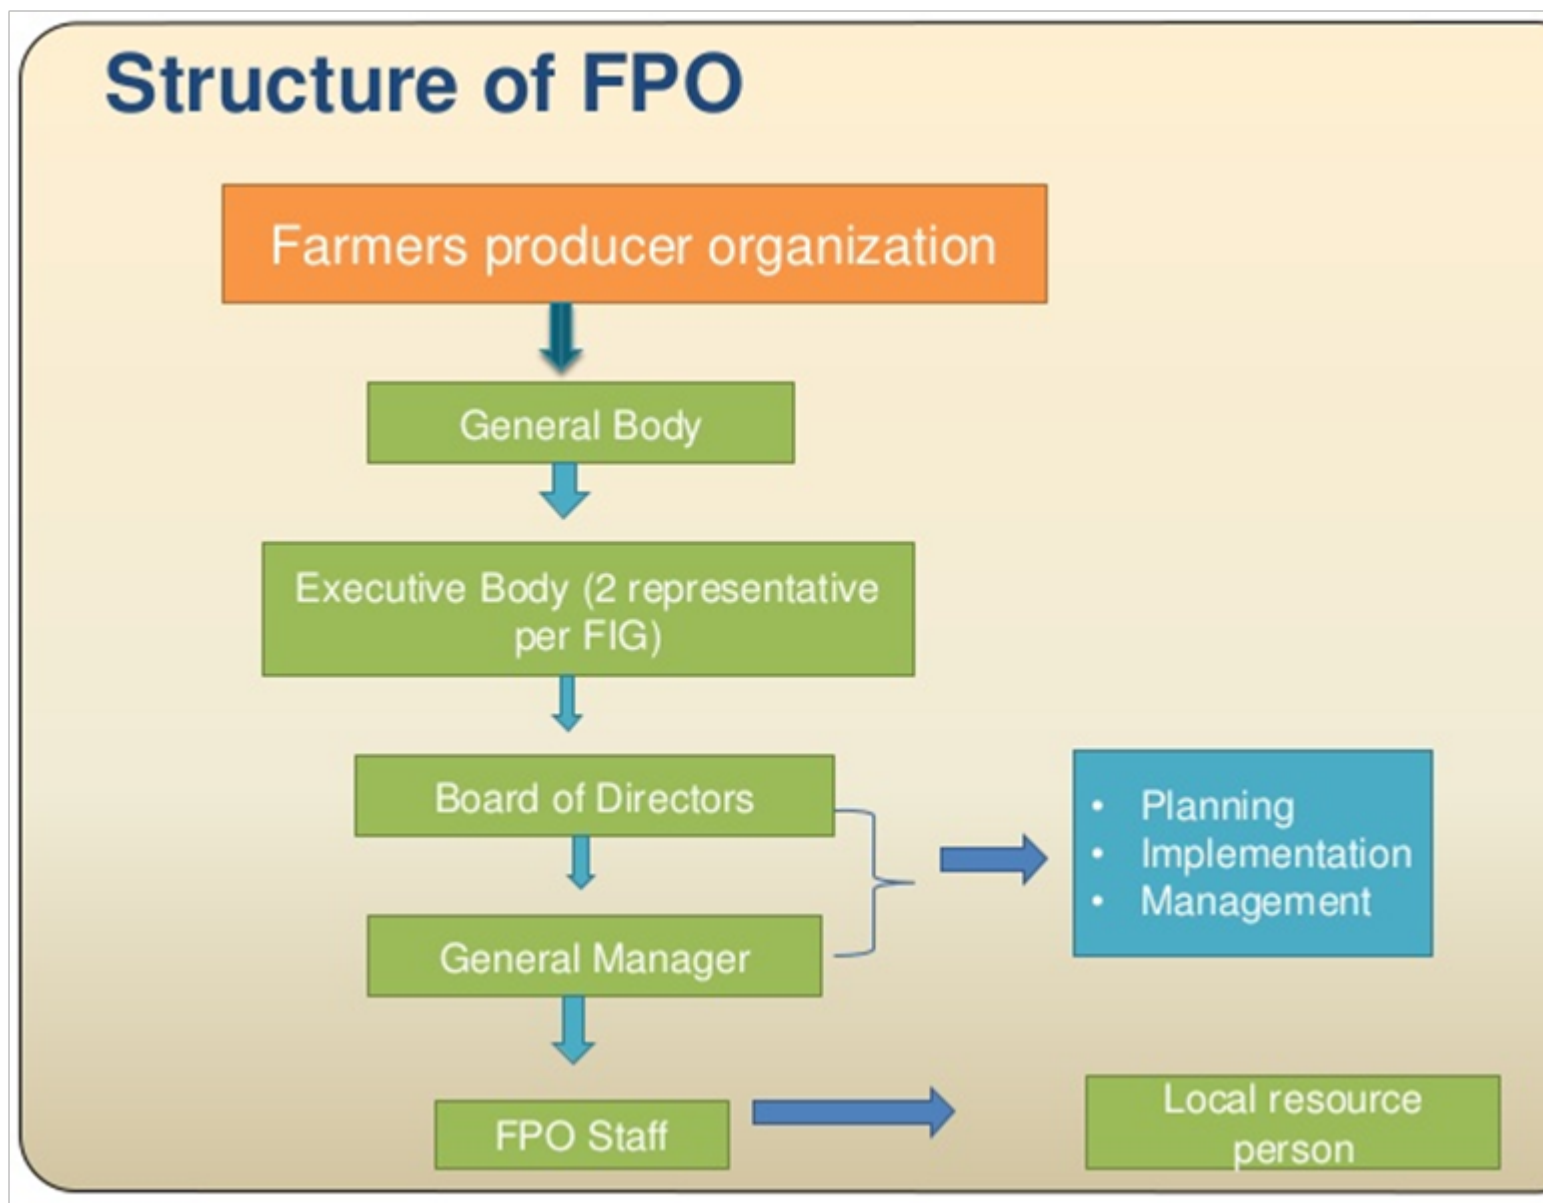 Structure of FPO
Farmers producer organization
General Body
Executive Body (2 representative
per FIG)
Board of Directors
• Planning
• Implementation
• Management
General Manager
FPO Staff
Local resource
person